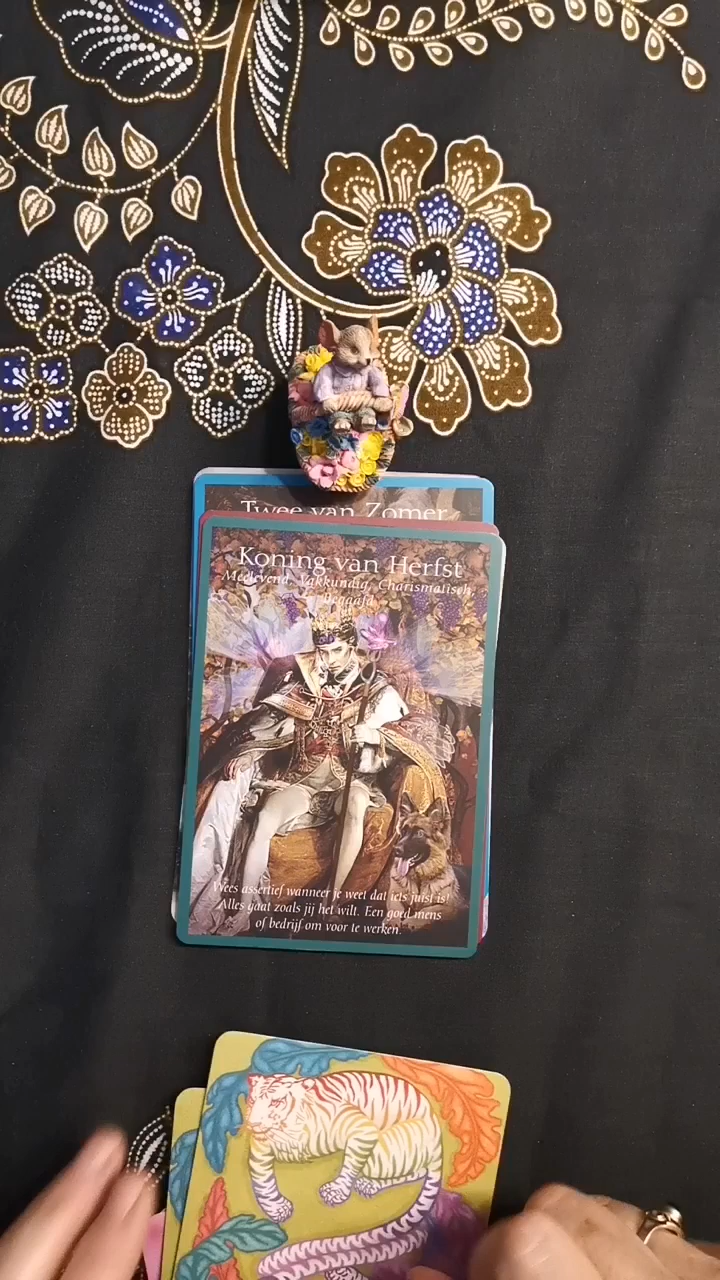 Twee van Zomer
Koning van Herfst
Meelevend, Vakkundig, Charismatisch,
Begaafd
Wees assertief wanneer je weet dat iets juist is!
Alles gaat zoals jij het wilt. Een goed mens
of bedrijf om voor te werken.